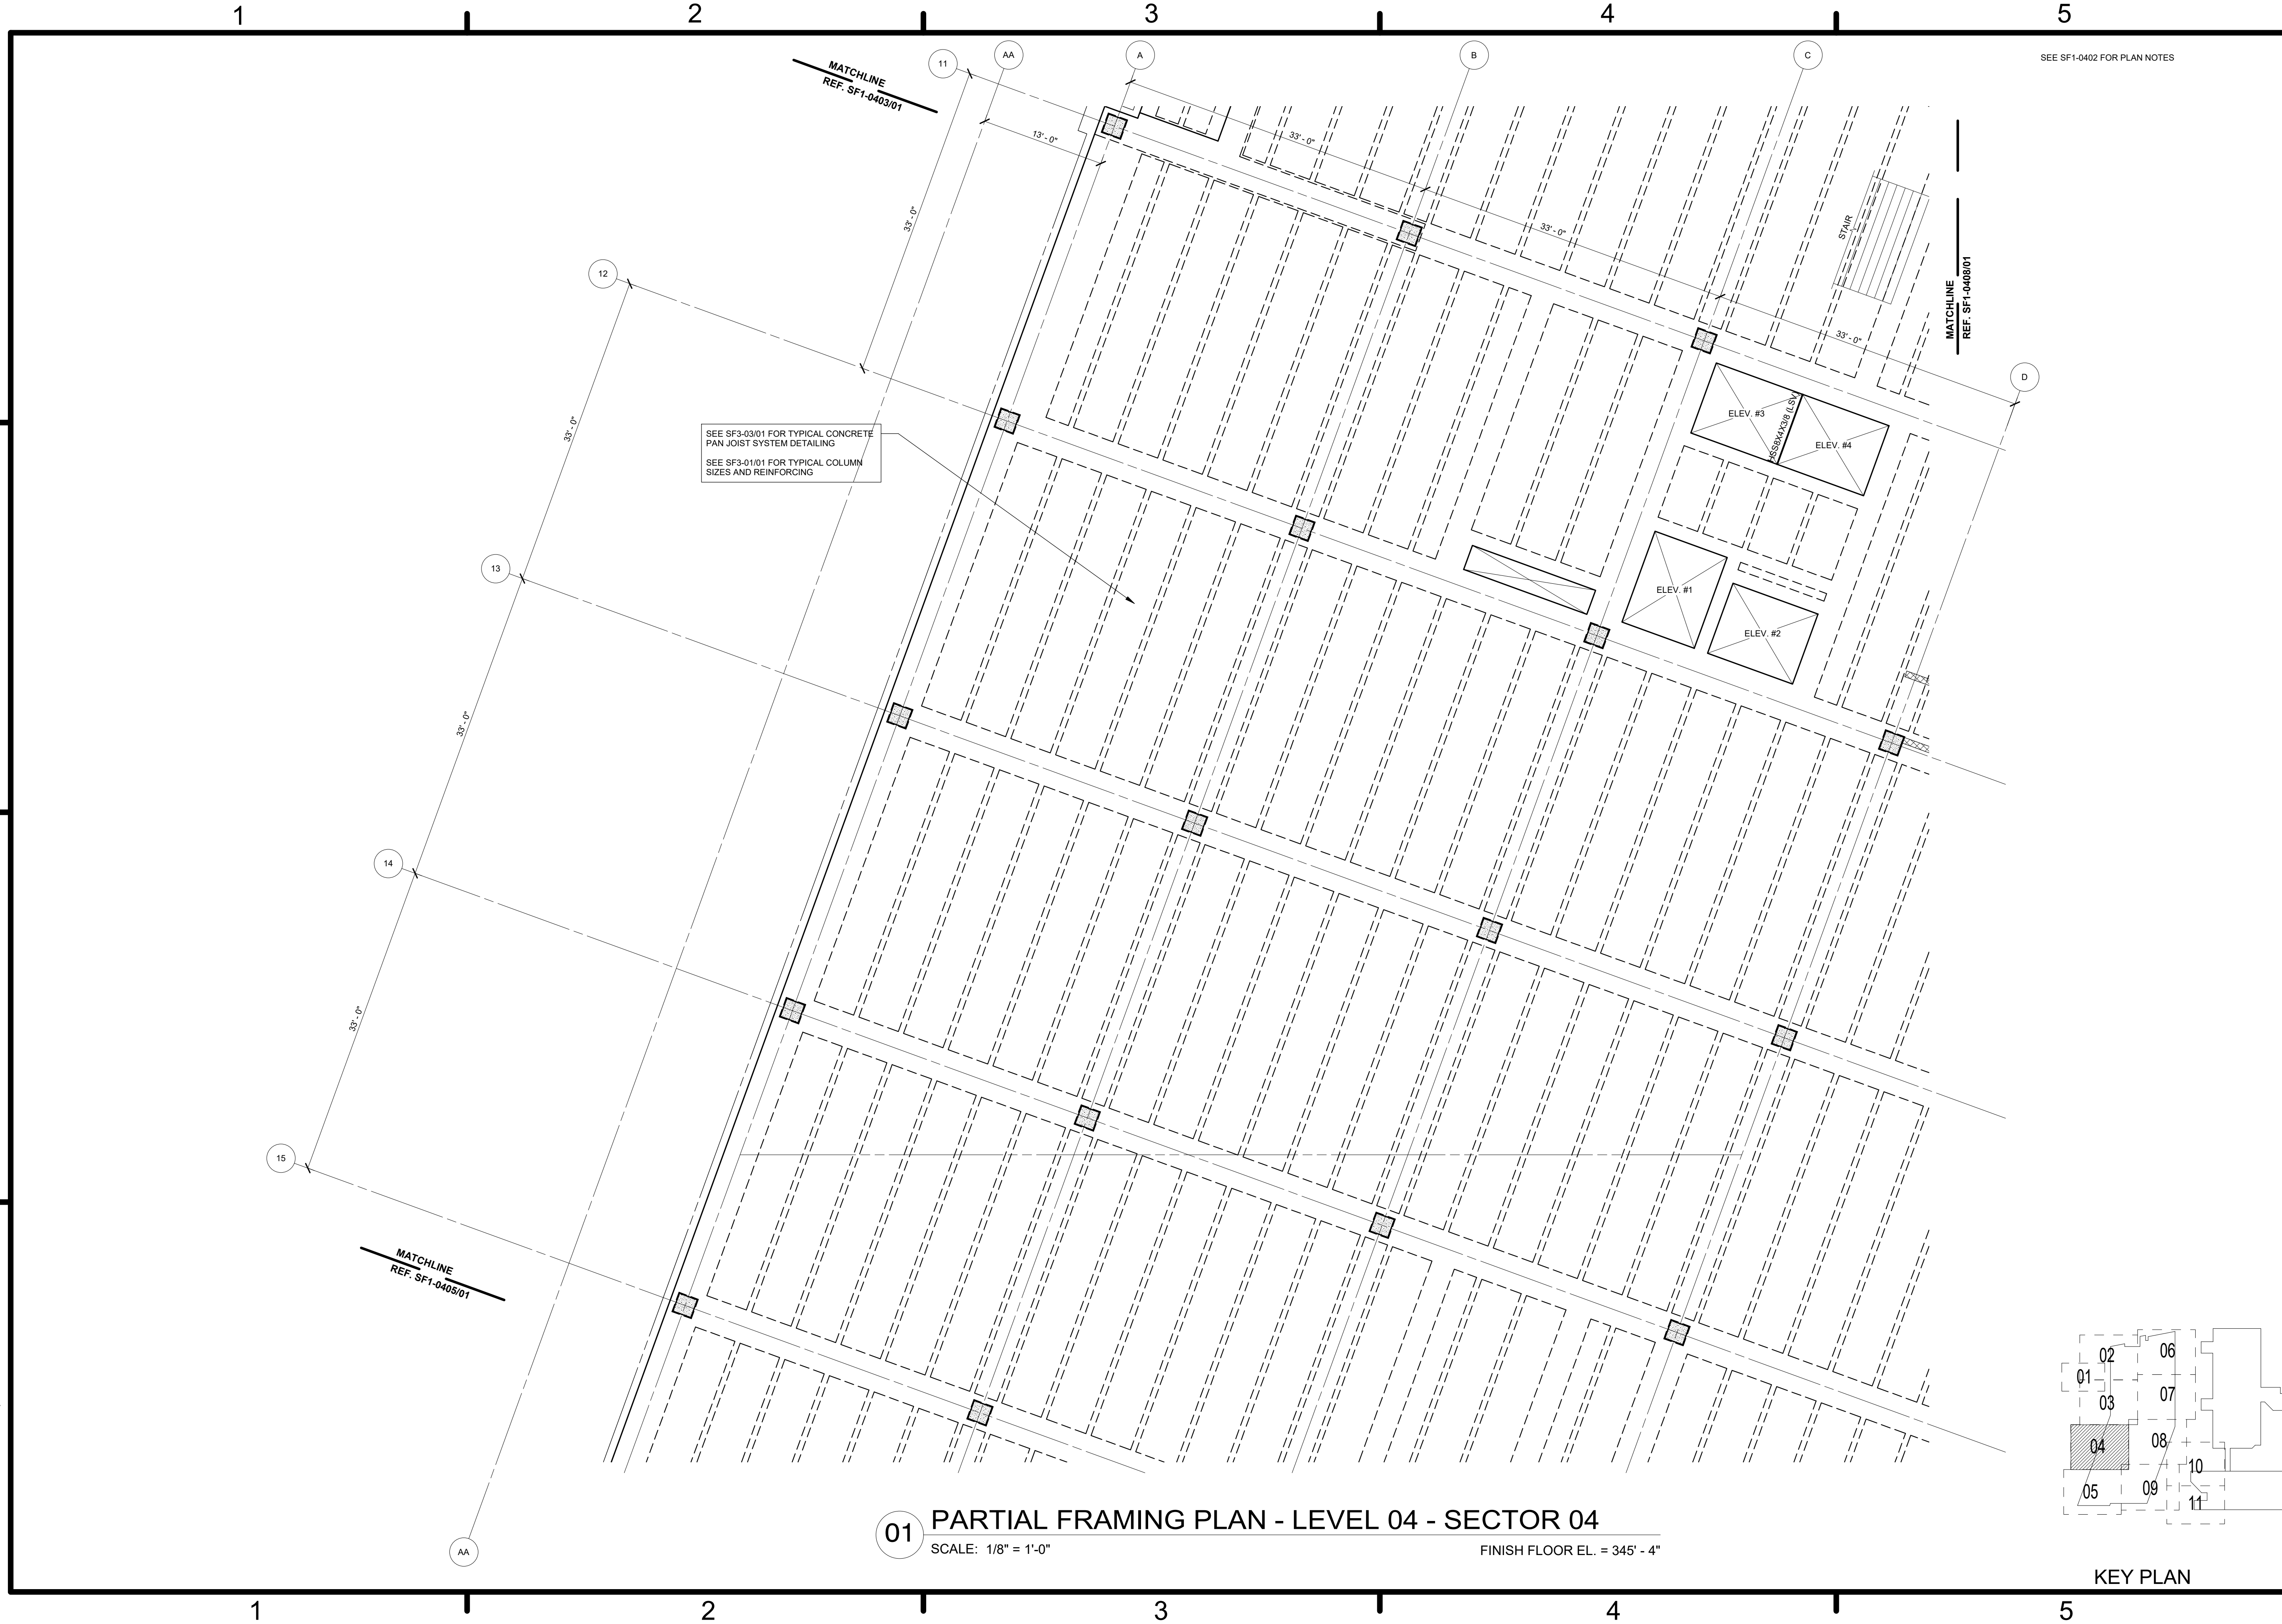 1
2
3
4
5
SEE SF1-0402 FOR PLAN NOTES
11
AA
A
B
C
MATCHLINE
REF. SF1-0403/01
13' - 0"
33' - 0"
33' - 0"
33' - 0"
33' - 0"
STAIR
MATCHLINE
REF. SF1-0408/01
12
D
ELEV. #3
HSS8X4X3/8 (LSV)
ELEV. #4
SEE SF3-03/01 FOR TYPICAL CONCRETE
PAN JOIST SYSTEM DETAILING
SEE SF3-01/01 FOR TYPICAL COLUMN
SIZES AND REINFORCING
33' - 0"
13
ELEV. #1
ELEV. #2
33' - 0"
14
33' - 0"
15
MATCHLINE
REF. SF1-0405/01
02
06
01
03
07
04
08
10
05
09
11
01
PARTIAL FRAMING PLAN - LEVEL 04 - SECTOR 04
SCALE: 1/8" = 1'-0"
FINISH FLOOR EL. = 345' - 4"
AA
KEY PLAN
1
2
3
4
5